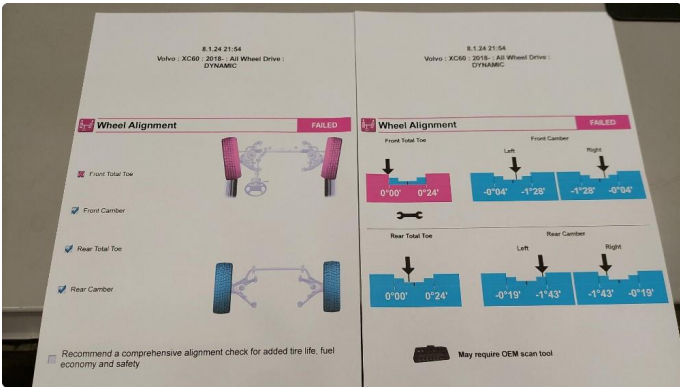 8.1.24 21:54
Volvo : XC60 : 2018- : All Wheel Drive :
DYNAMIC
Wheel Alignment FAILED
Front Total Toe
Front Camber
Rear Total Toe
Rear Camber
Recommend a comprehensive alignment check for added tire life, fuel
economy and safety
8.1.24 21:54
Volvo : XC60 : 2018- : All Wheel Drive :
DYNAMIC
Wheel Alignment FAILED
Front Total Toe Front Camber
Left Right
0°00' 0°24' -0°04' -1°28' -1°28' -0°04'
Rear Total Toe Rear Camber
Left Right
0°00' 0°24' -0°19' -1°43' -1°43' -0°19'
May require OEM scan tool